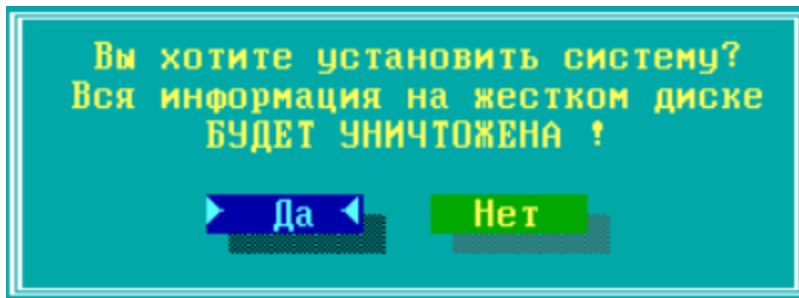 Вы хотите установить систему?
Вся информация на жестком диске
БУДЕТ УНИЧТОЖЕНА !
Да
Нет